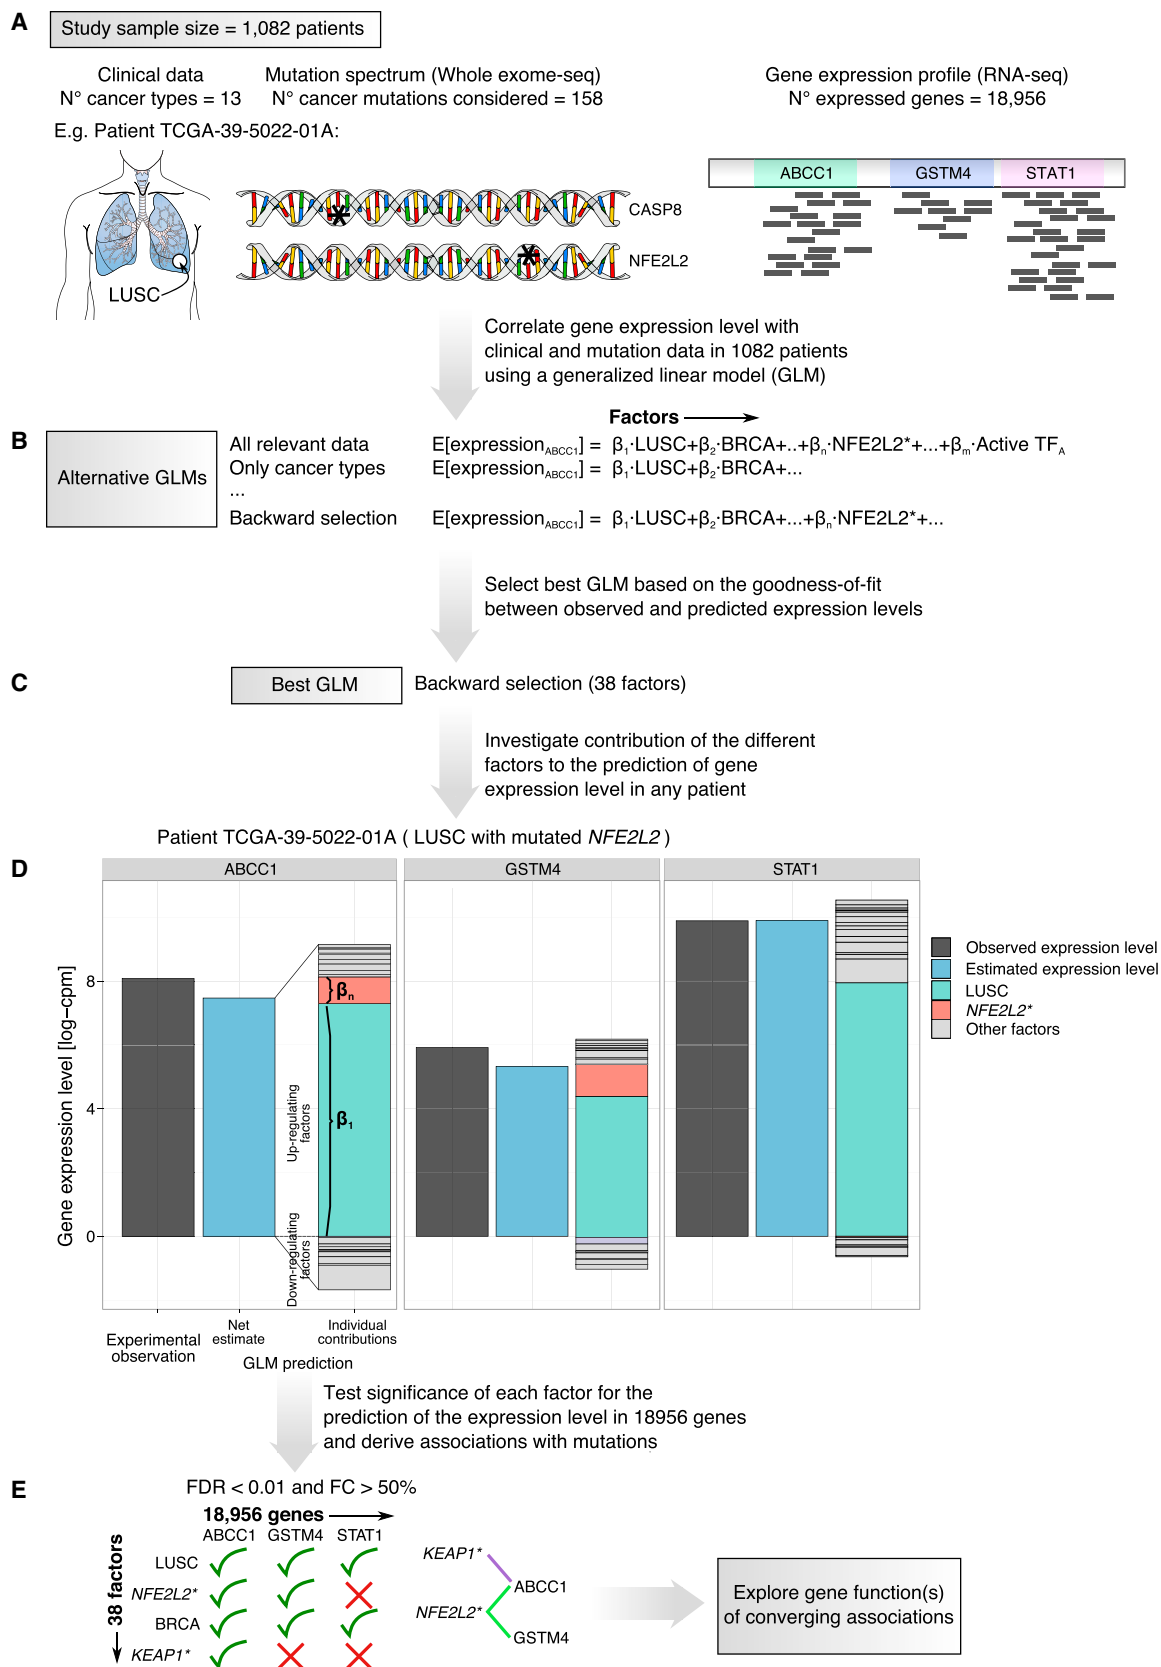 A
Study sample size = 1,082 patients
Clinical data
N° cancer types = 13
Mutation spectrum (Whole exome-seq)
N° cancer mutations considered = 158
Gene expression profile (RNA-seq)
N° expressed genes = 18,956
E.g. Patient TCGA-39-5022-01A:
LUSC
CASP8
NFE2L2
ABCC1 GSTM4 STAT1
Correlate gene expression level with
clinical and mutation data in 1082 patients
using a generalized linear model (GLM)
Factors
B
Alternative GLMs
All relevant data E[expression ABCC1] = β1·LUSC+β2·BRCA+..+βn·NFE2L2*+...+βm·Active TFA
Only cancer types E[expression ABCC1] = β1·LUSC+β2·BRCA+...
...
Backward selection E[expression ABCC1] = β1·LUSC+β2·BRCA+...+βn·NFE2L2*+...
Select best GLM based on the goodness-of-fit
between observed and predicted expression levels
C
Best GLM
Backward selection (38 factors)
Investigate contribution of the different
factors to the prediction of gene
expression level in any patient
Patient TCGA-39-5022-01A ( LUSC with mutated NFE2L2 )
D
ABCC1 GSTM4 STAT1
Gene expression level [log−cpm]
8
4
0
βn
β1
Up-regulating
factors
Down-regulating
factors
Observed expression level
Estimated expression level
LUSC
NFE2L2*
Other factors
Experimental
observation
Net
estimate
Individual
contributions
GLM prediction
Test significance of each factor for the
prediction of the expression level in 18956 genes
and derive associations with mutations
E
FDR < 0.01 and FC > 50%
18,956 genes
ABCC1 GSTM4 STAT1
38 factors
LUSC
NFE2L2*
BRCA
KEAP1*
KEAP1*
ABCC1
NFE2L2*
GSTM4
Explore gene function(s)
of converging associations